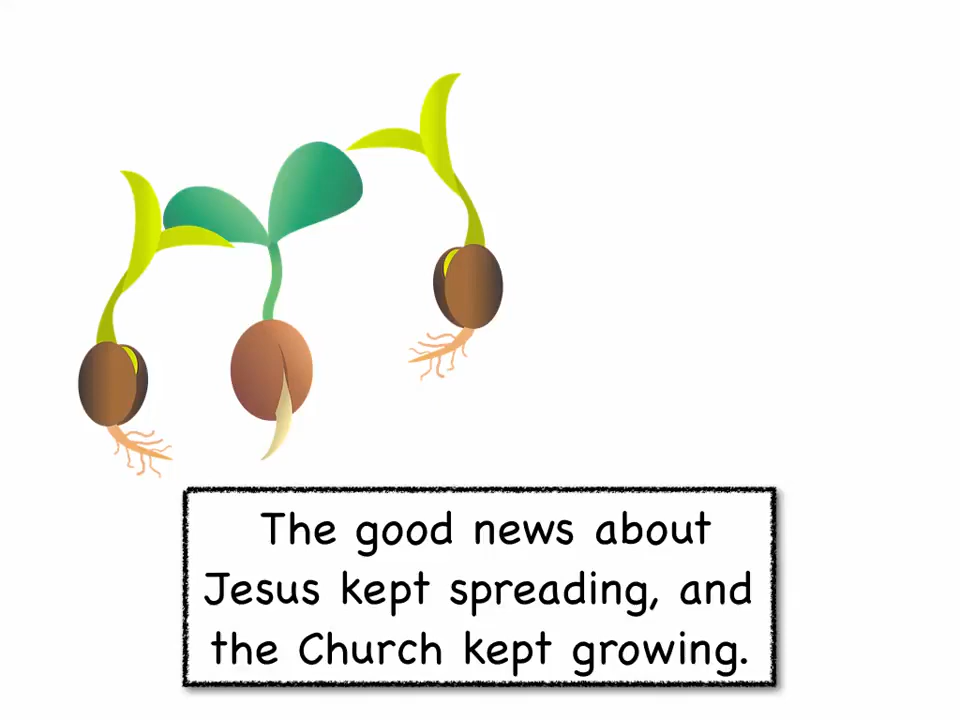 The good news about
Jesus kept spreading, and
the Church kept growing.